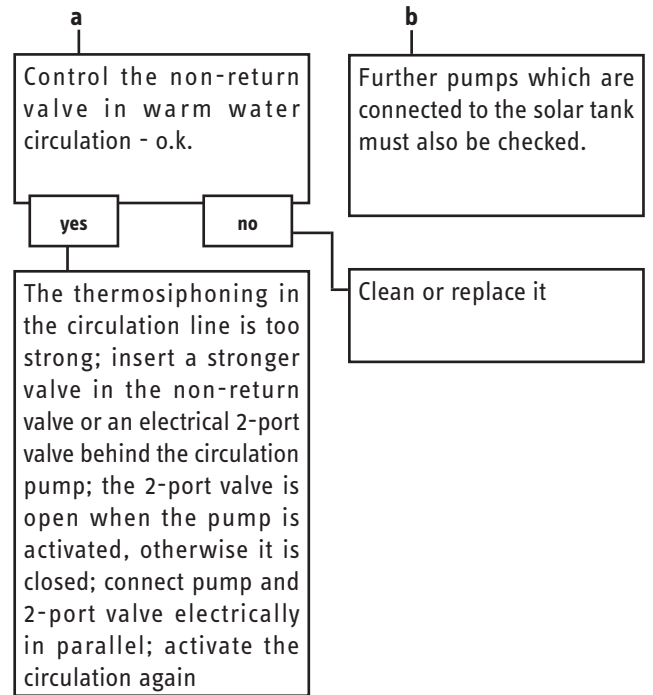 a
Control the non-return
valve in warm water
circulation - o.k.
yes
no
The thermosiphoning in
the circulation line is too
strong; insert a stronger
valve in the non-return
valve or an electrical 2-port
valve behind the circulation
pump; the 2-port valve is
open when the pump is
activated, otherwise it is
closed; connect pump and
2-port valve electrically
in parallel; activate the
circulation again
b
Further pumps which are
connected to the solar tank
must also be checked.
Clean or replace it